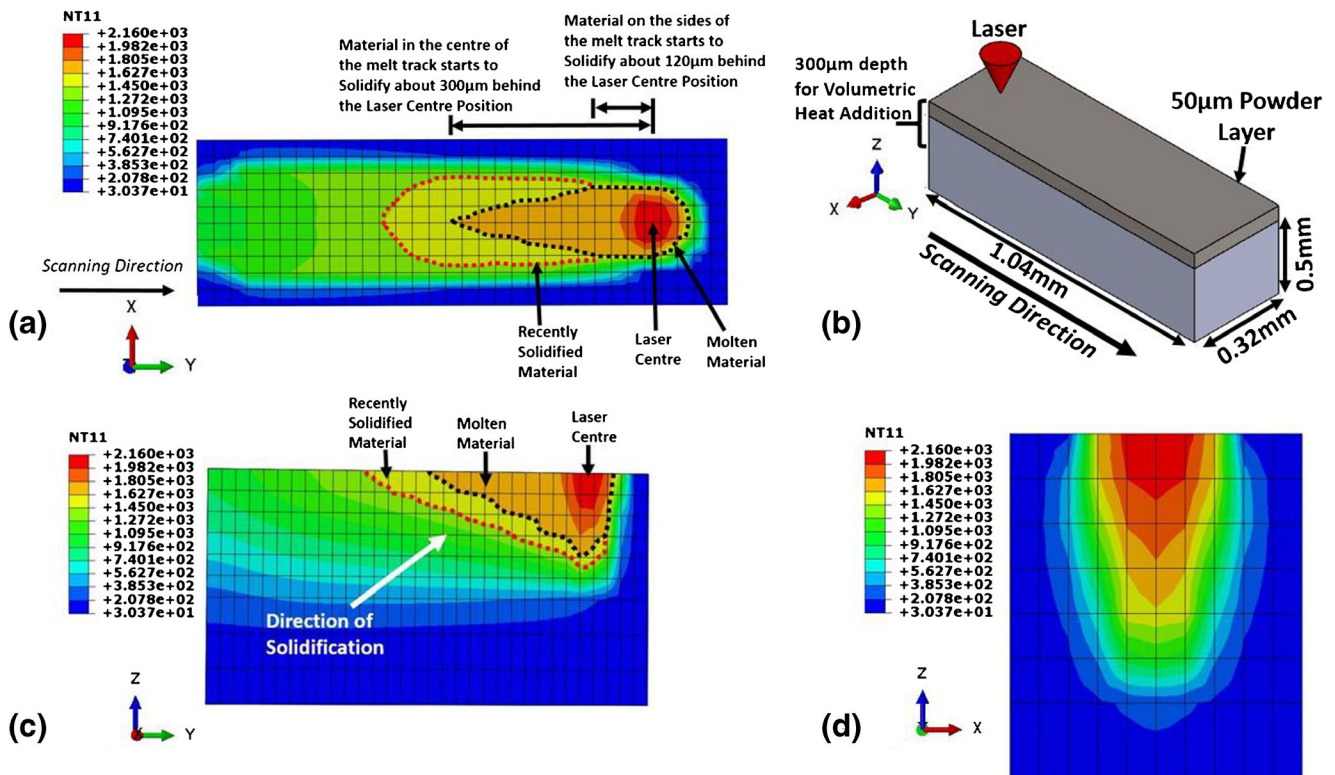 NT11
+2.160e+03
+1.982e+03
+1.805e+03
+1.627e+03
+1.450e+03
+1.272e+03
+1.095e+03
+9.176e+02
+7.401e+02
+5.627e+02
+3.853e+02
+2.078e+02
+3.037e+01
Material in the centre of
the melt track starts to
Solidify about 300µm behind
the Laser Centre Position
Material on the sides of
the melt track starts to
Solidify about 120µm behind
the Laser Centre Position
Scanning Direction
Recently
Solidified
Material
Laser
Centre
Molten
Material
X
Z
Y
(a)
Laser
300µm depth
for Volumetric
Heat Addition
50µm Powder
Layer
Z
X
Y
1.04mm
Scanning Direction
0.5mm
0.32mm
(b)
NT11
+2.160e+03
+1.982e+03
+1.805e+03
+1.627e+03
+1.450e+03
+1.272e+03
+1.095e+03
+9.176e+02
+7.401e+02
+5.627e+02
+3.853e+02
+2.078e+02
+3.037e+01
Recently
Solidified
Material
Molten
Material
Laser
Centre
Direction of
Solidification
Z
X
Y
(c)
NT11
+2.160e+03
+1.982e+03
+1.805e+03
+1.627e+03
+1.450e+03
+1.272e+03
+1.095e+03
+9.176e+02
+7.401e+02
+5.627e+02
+3.853e+02
+2.078e+02
+3.037e+01
Z
Y
X
(d)